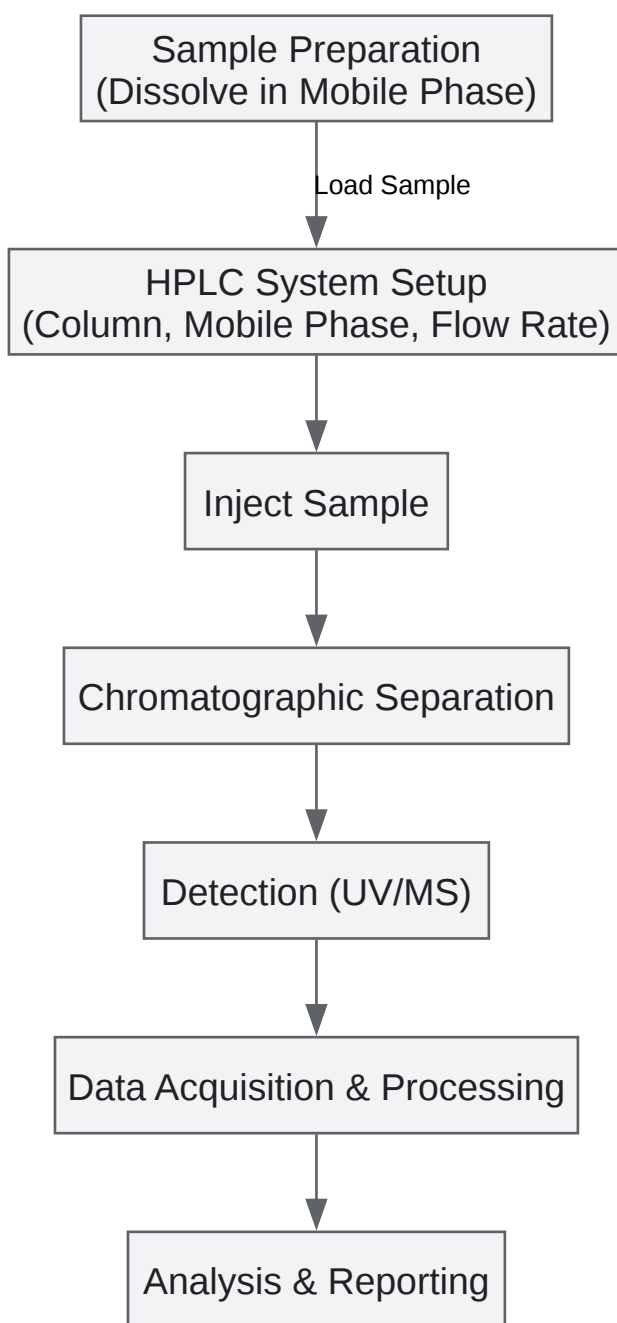 Sample Preparation
(Dissolve in Mobile Phase)
Load Sample
HPLC System Setup
(Column, Mobile Phase, Flow Rate)
Inject Sample
Chromatographic Separation
Detection (UV/MS)
Data Acquisition & Processing
Analysis & Reporting